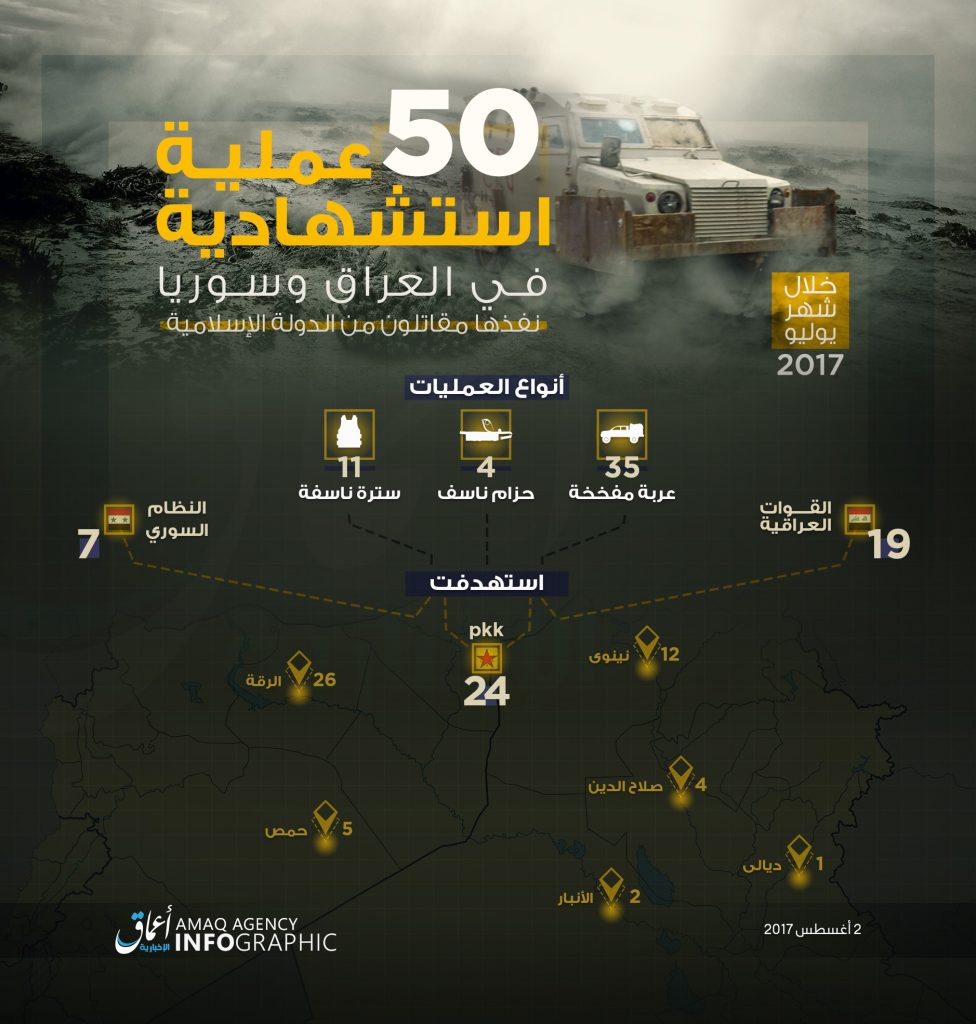 50 عملية
استشهادية
في العراق وسوريا
نفذها مقاتلون من الدولة الإسلامية
خلال
شهر
يوليو
2017
أنواع العمليات
35
عربة مفخخة
4
حزام ناسف
11
سترة ناسفة
القوات
العراقية
19
النظام
السوري
7
استهدفت
pkk
24
12 نينوى
26 الرقة
4 صلاح الدين
5 حمص
1 ديالى
2 الأنبار
2 أغسطس 2017
أعماق
الإخبارية
AMAQ AGENCY
INFOGRAPHIC